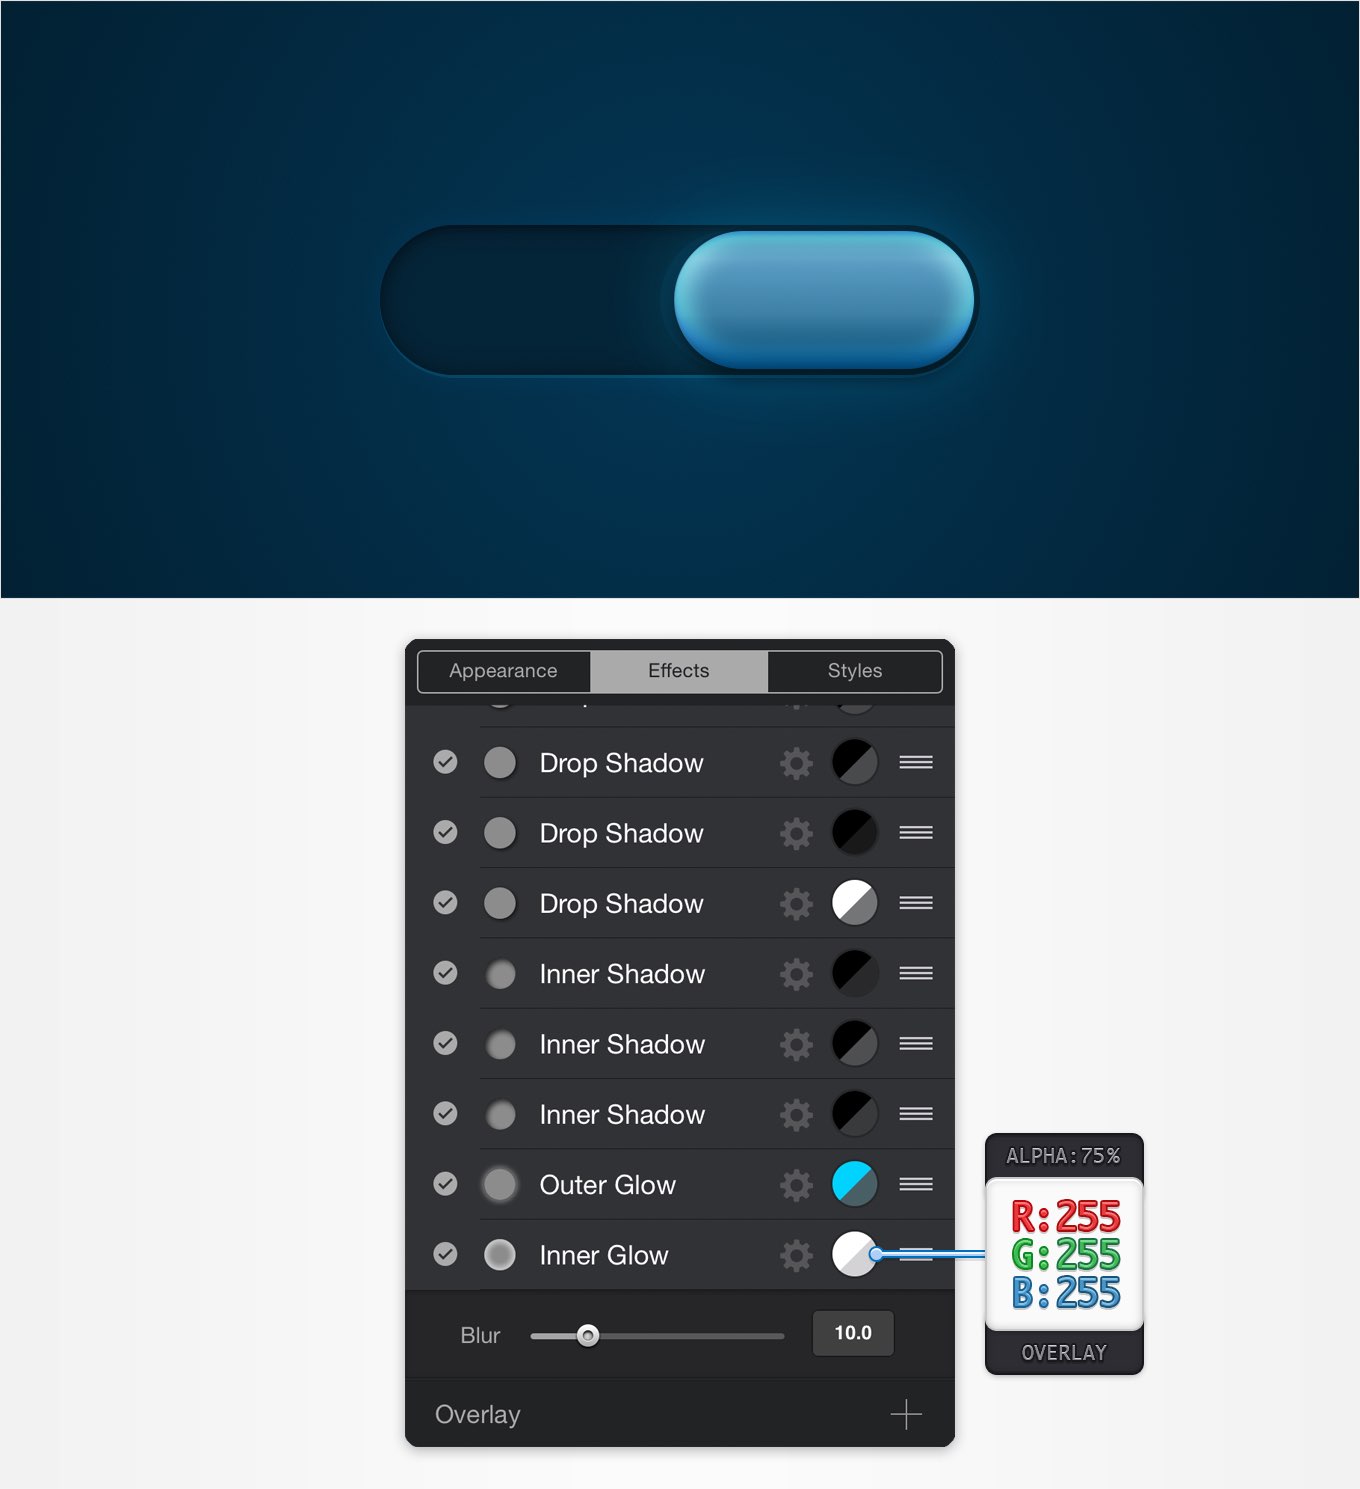 Appearance
Effects
Styles
Drop Shadow
Drop Shadow
Drop Shadow
Inner Shadow
Inner Shadow
Inner Shadow
Outer Glow
Inner Glow
Blur
10.0
Overlay
ALPHA:75%
R:255
G:255
B:255
OVERLAY